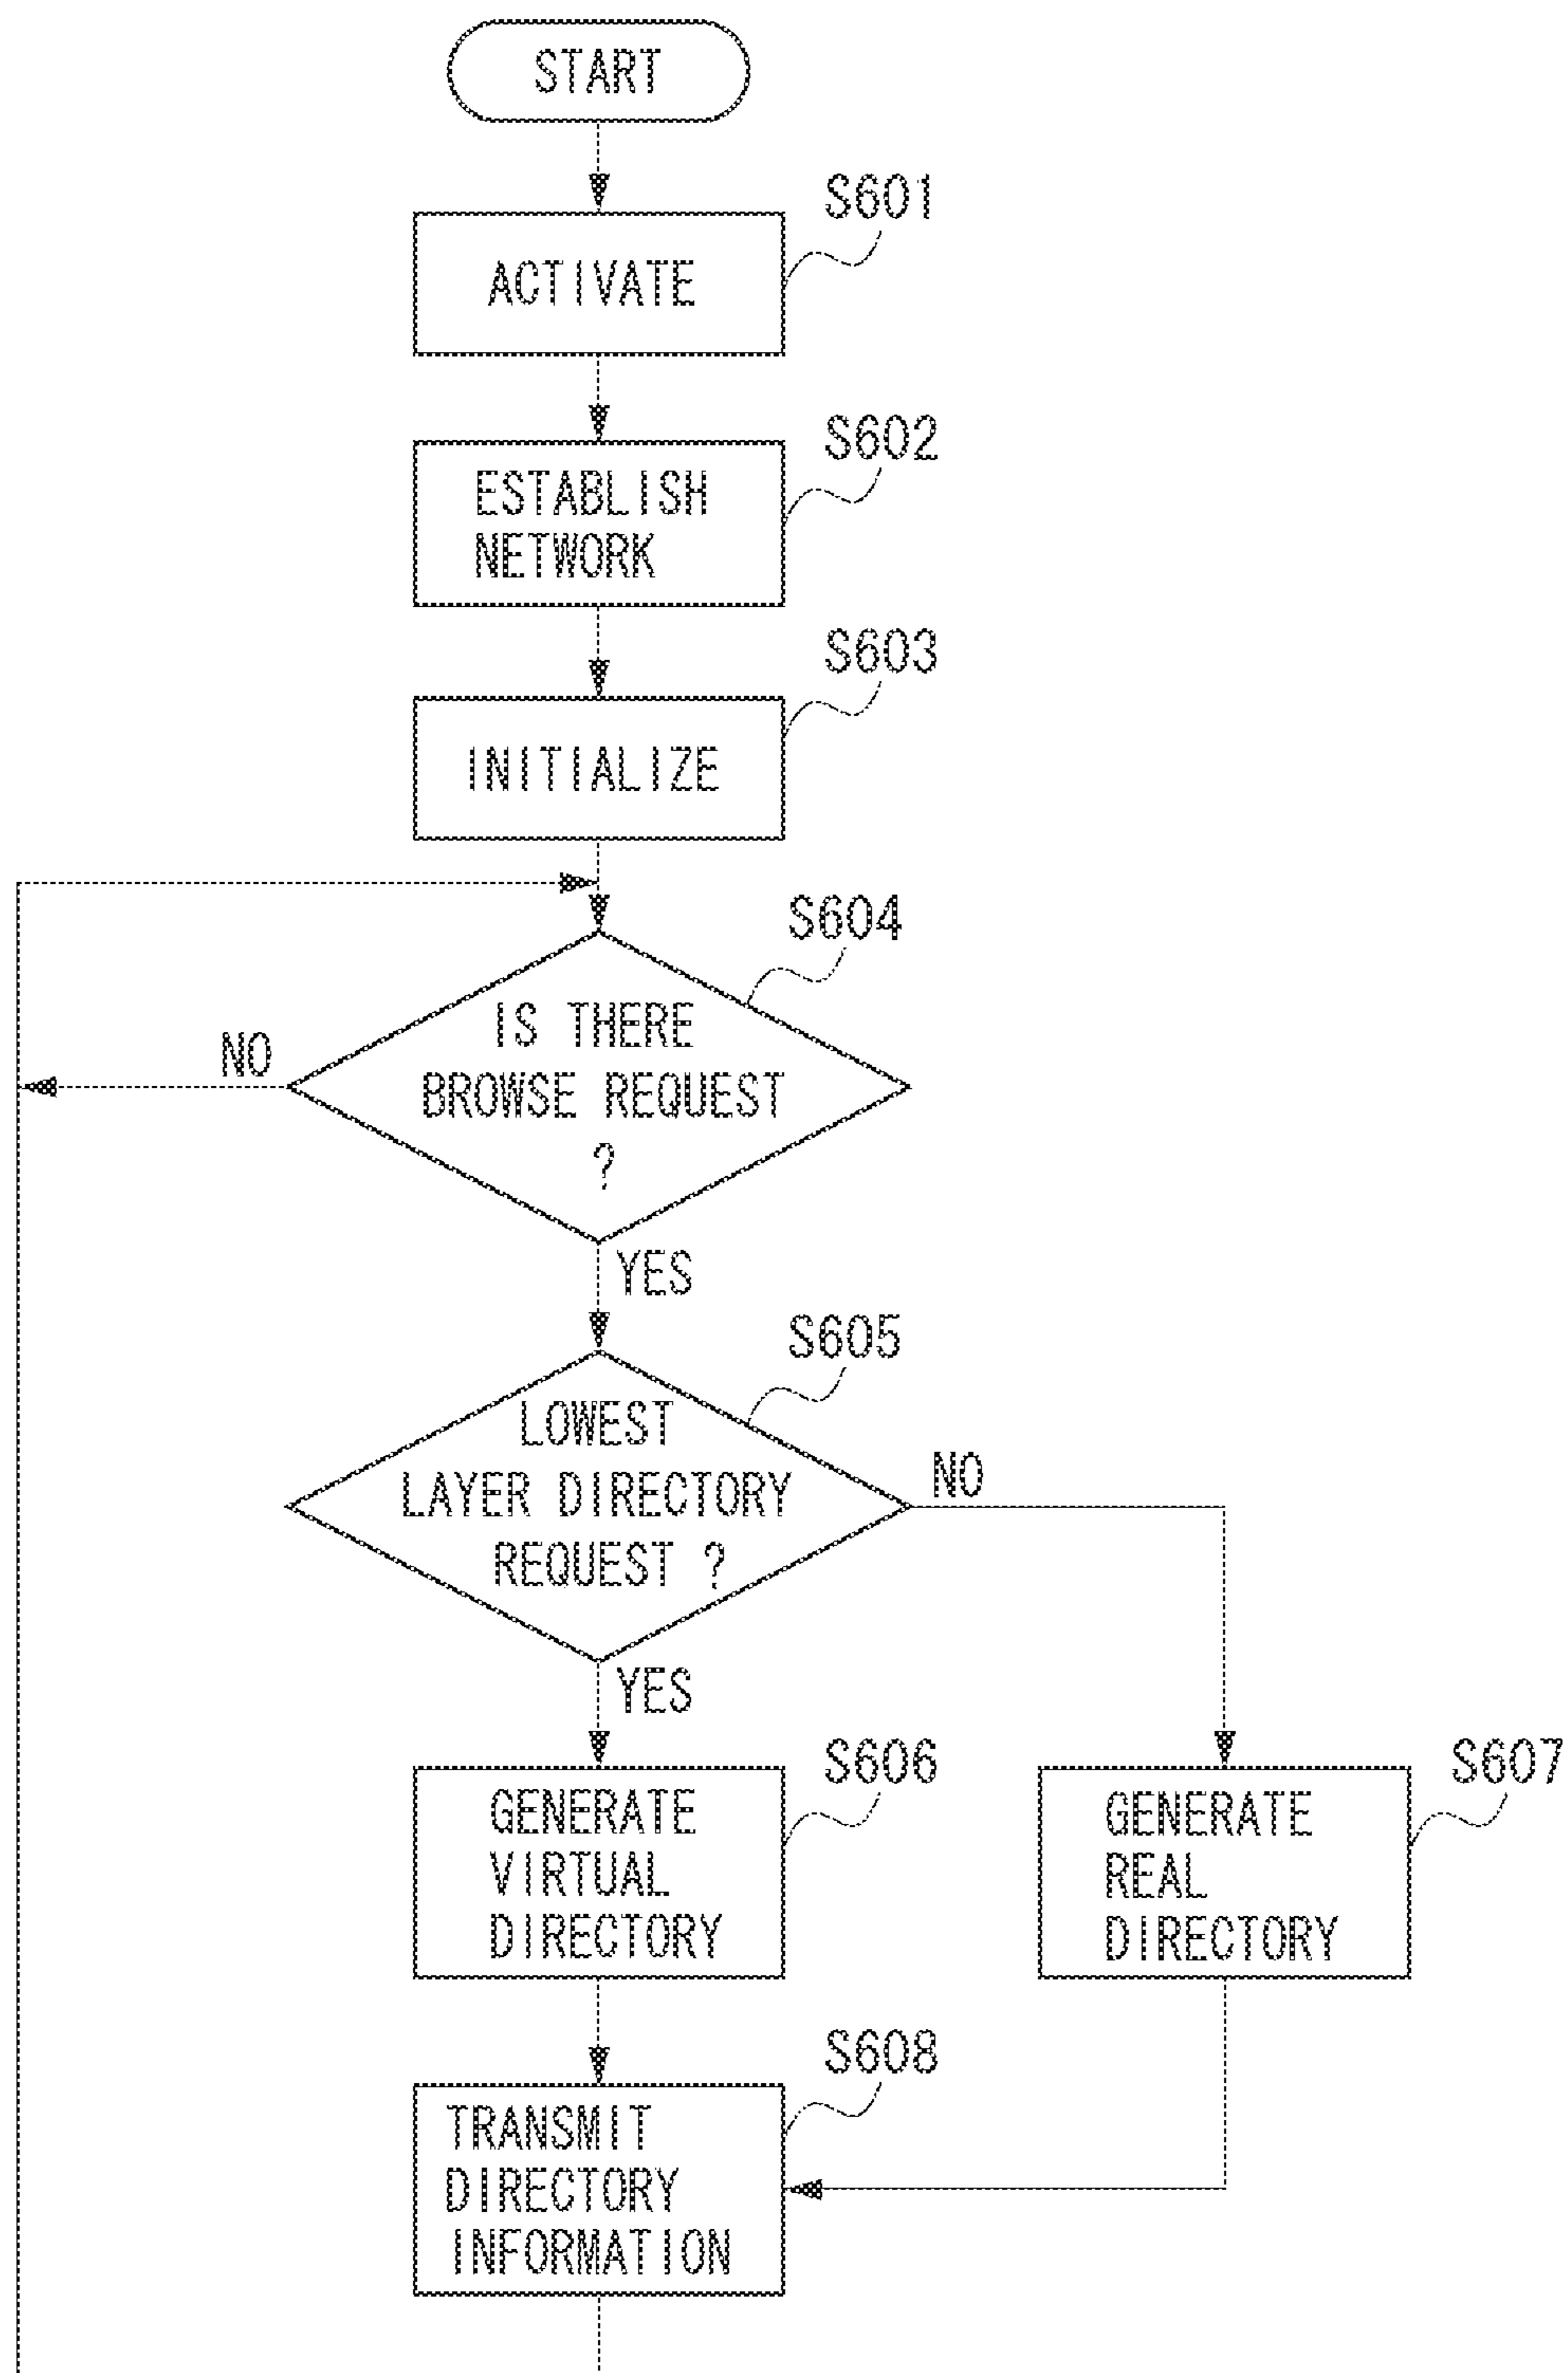 START
S601
ACTIVATE
S602
ESTABLISH
NETWORK
S603
INITIALIZE
S604
IS THERE
BROWSE REQUEST
?
NO
YES
S605
LOWEST
LAYER DIRECTORY
REQUEST ?
NO
YES
S606
GENERATE
VIRTUAL
DIRECTORY
S607
GENERATE
REAL
DIRECTORY
S608
TRANSMIT
DIRECTORY
INFORMATION